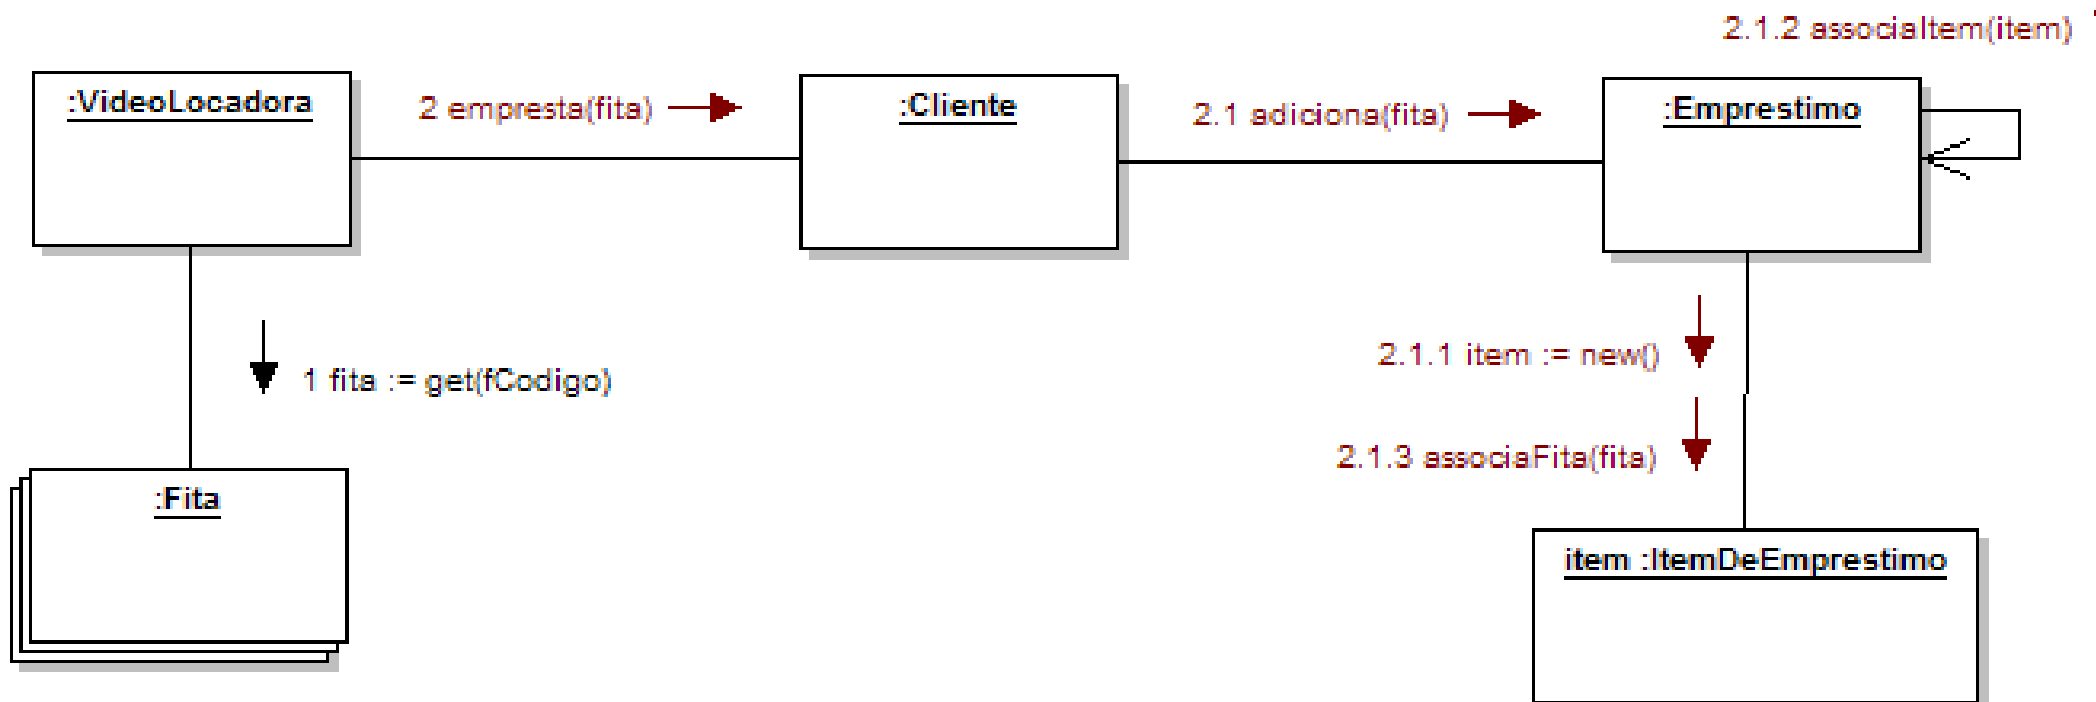 2.1.2 associaItem(item)
:VideoLocadora
2 empresta(fita)
:Cliente
2.1 adiciona(fita)
:Emprestimo
2.1.1 item := new()
1 fita := get(fCodigo)
2.1.3 associaFita(fita)
:Fita
item :ItemDeEmprestimo